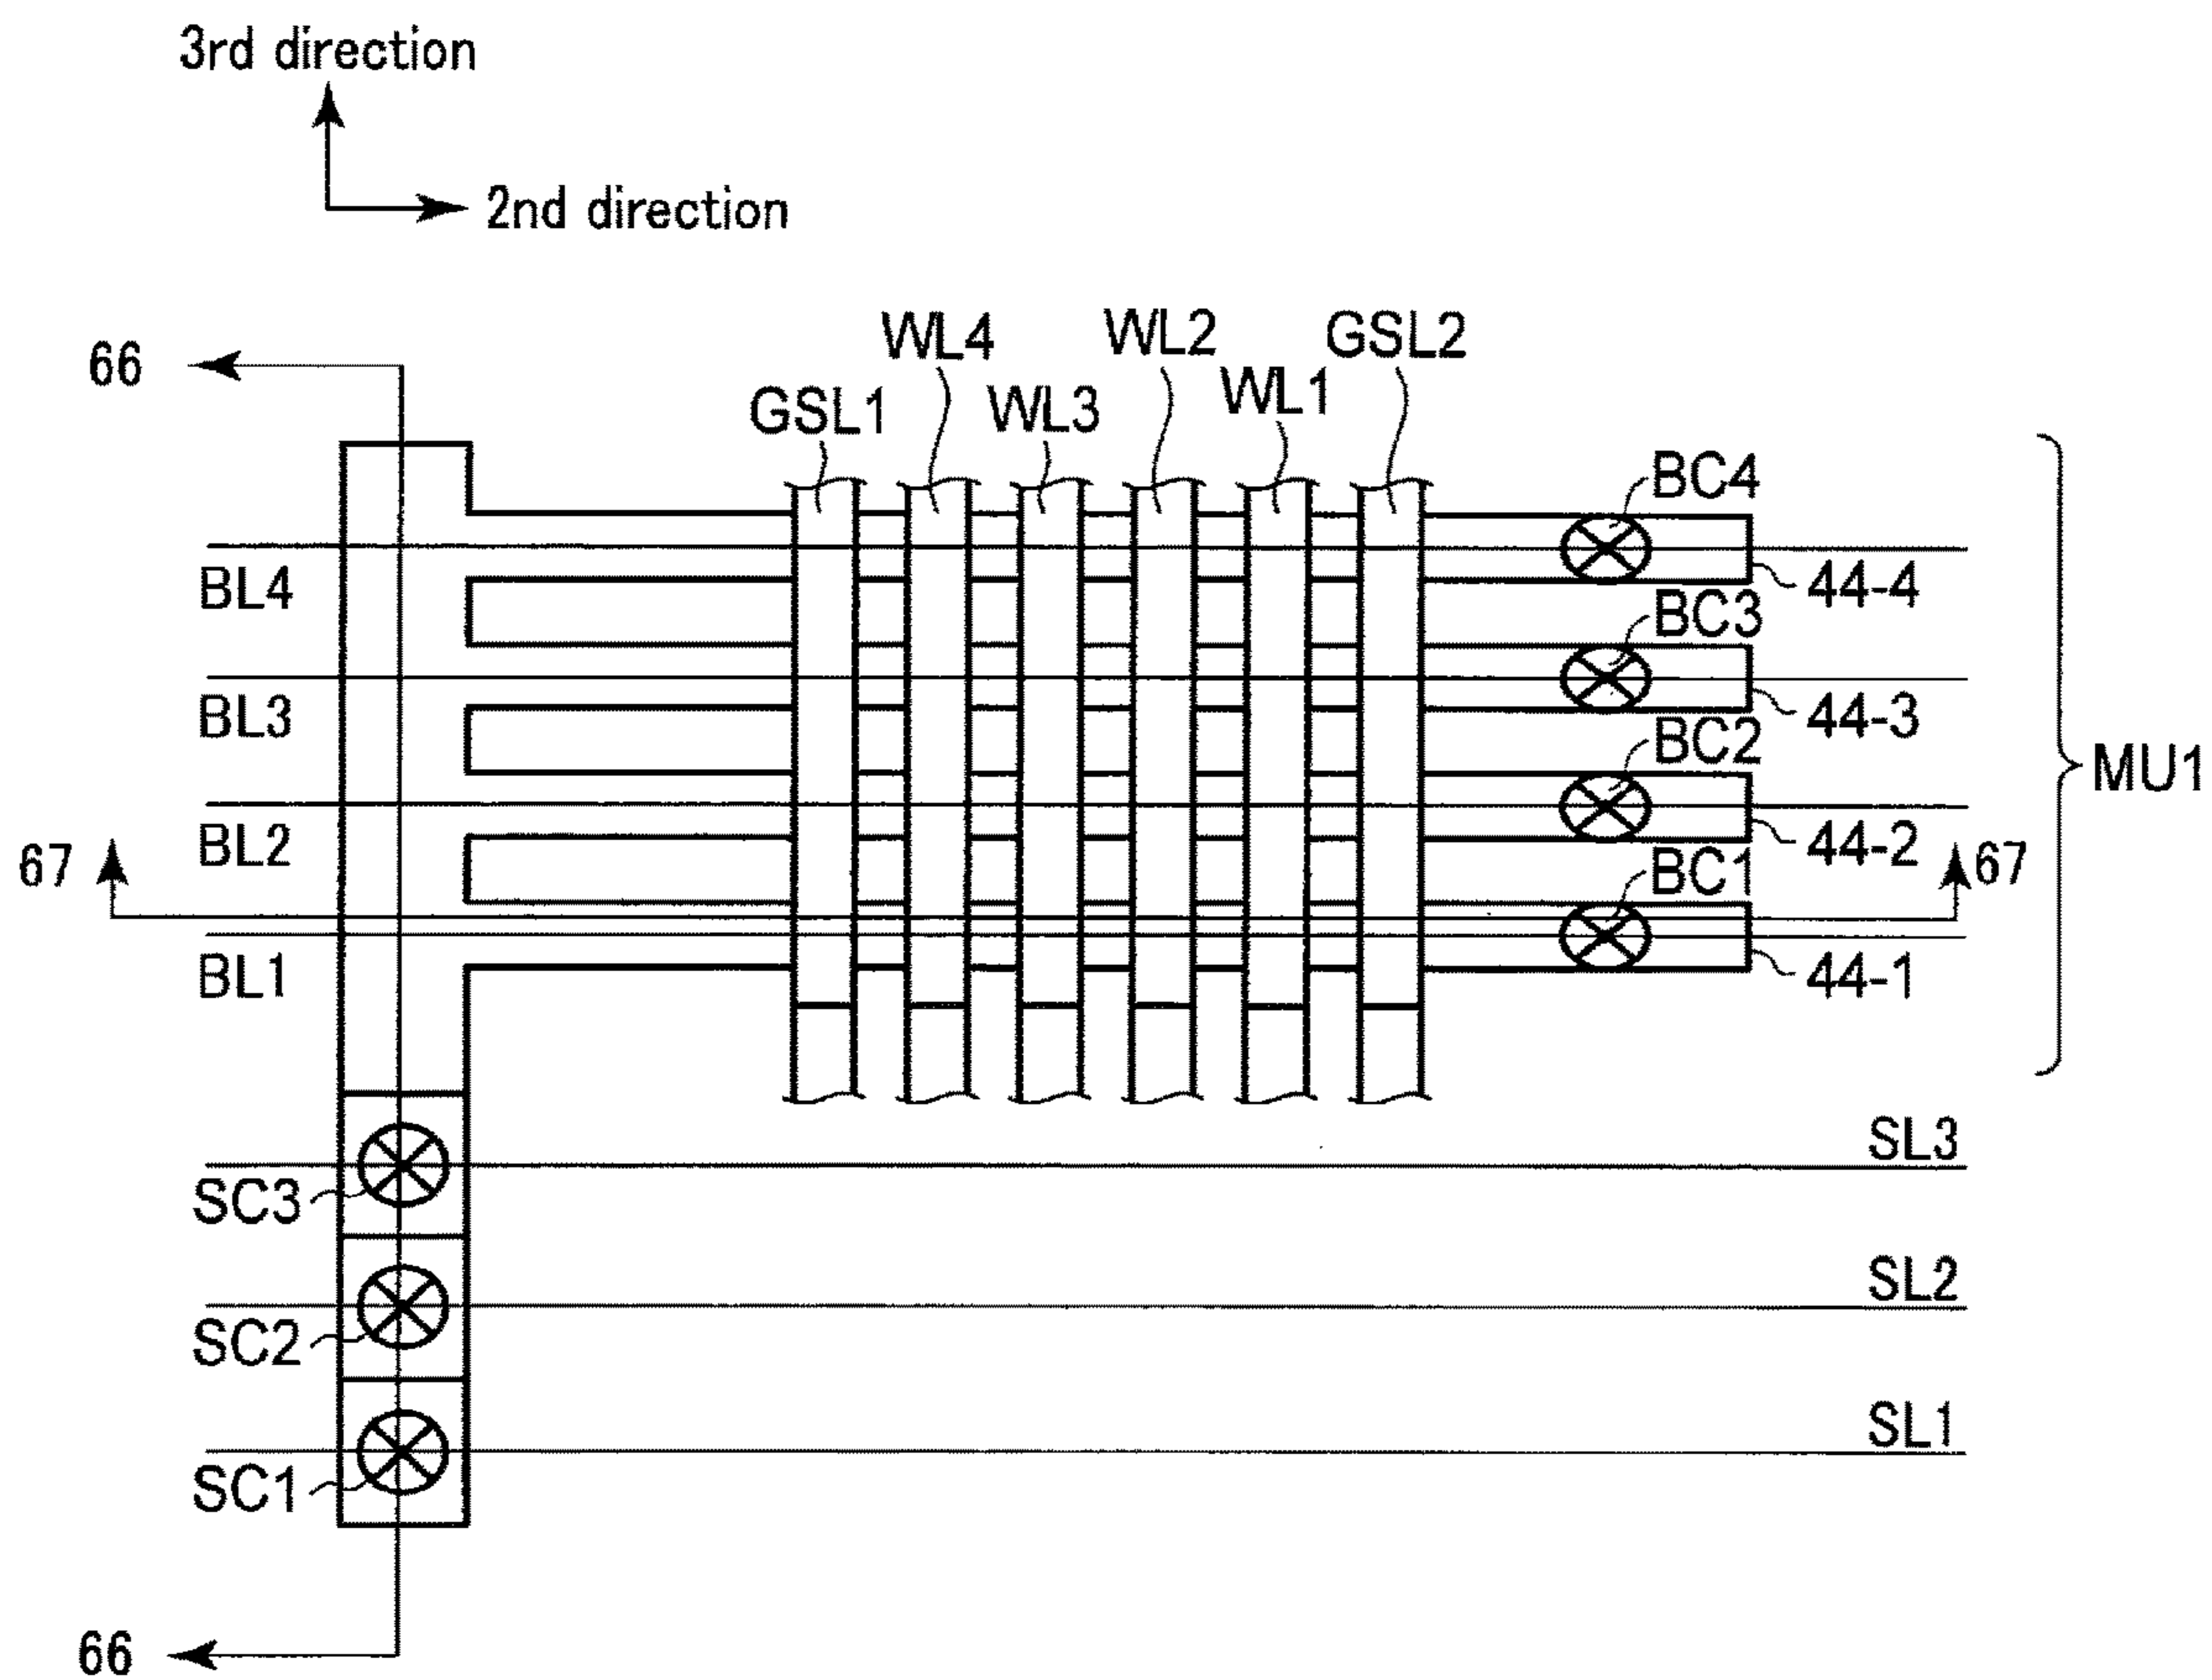 3rd direction
2nd direction
66
WL4
WL2
GSL2
GSL1
WL3
WL1
BC4
BL4
44-4
BC3
BL3
44-3
BC2
MU1
BL2
44-2
67
BC1
67
BL1
44-1
SL3
SC3
SL2
SC2
SL1
SC1
66